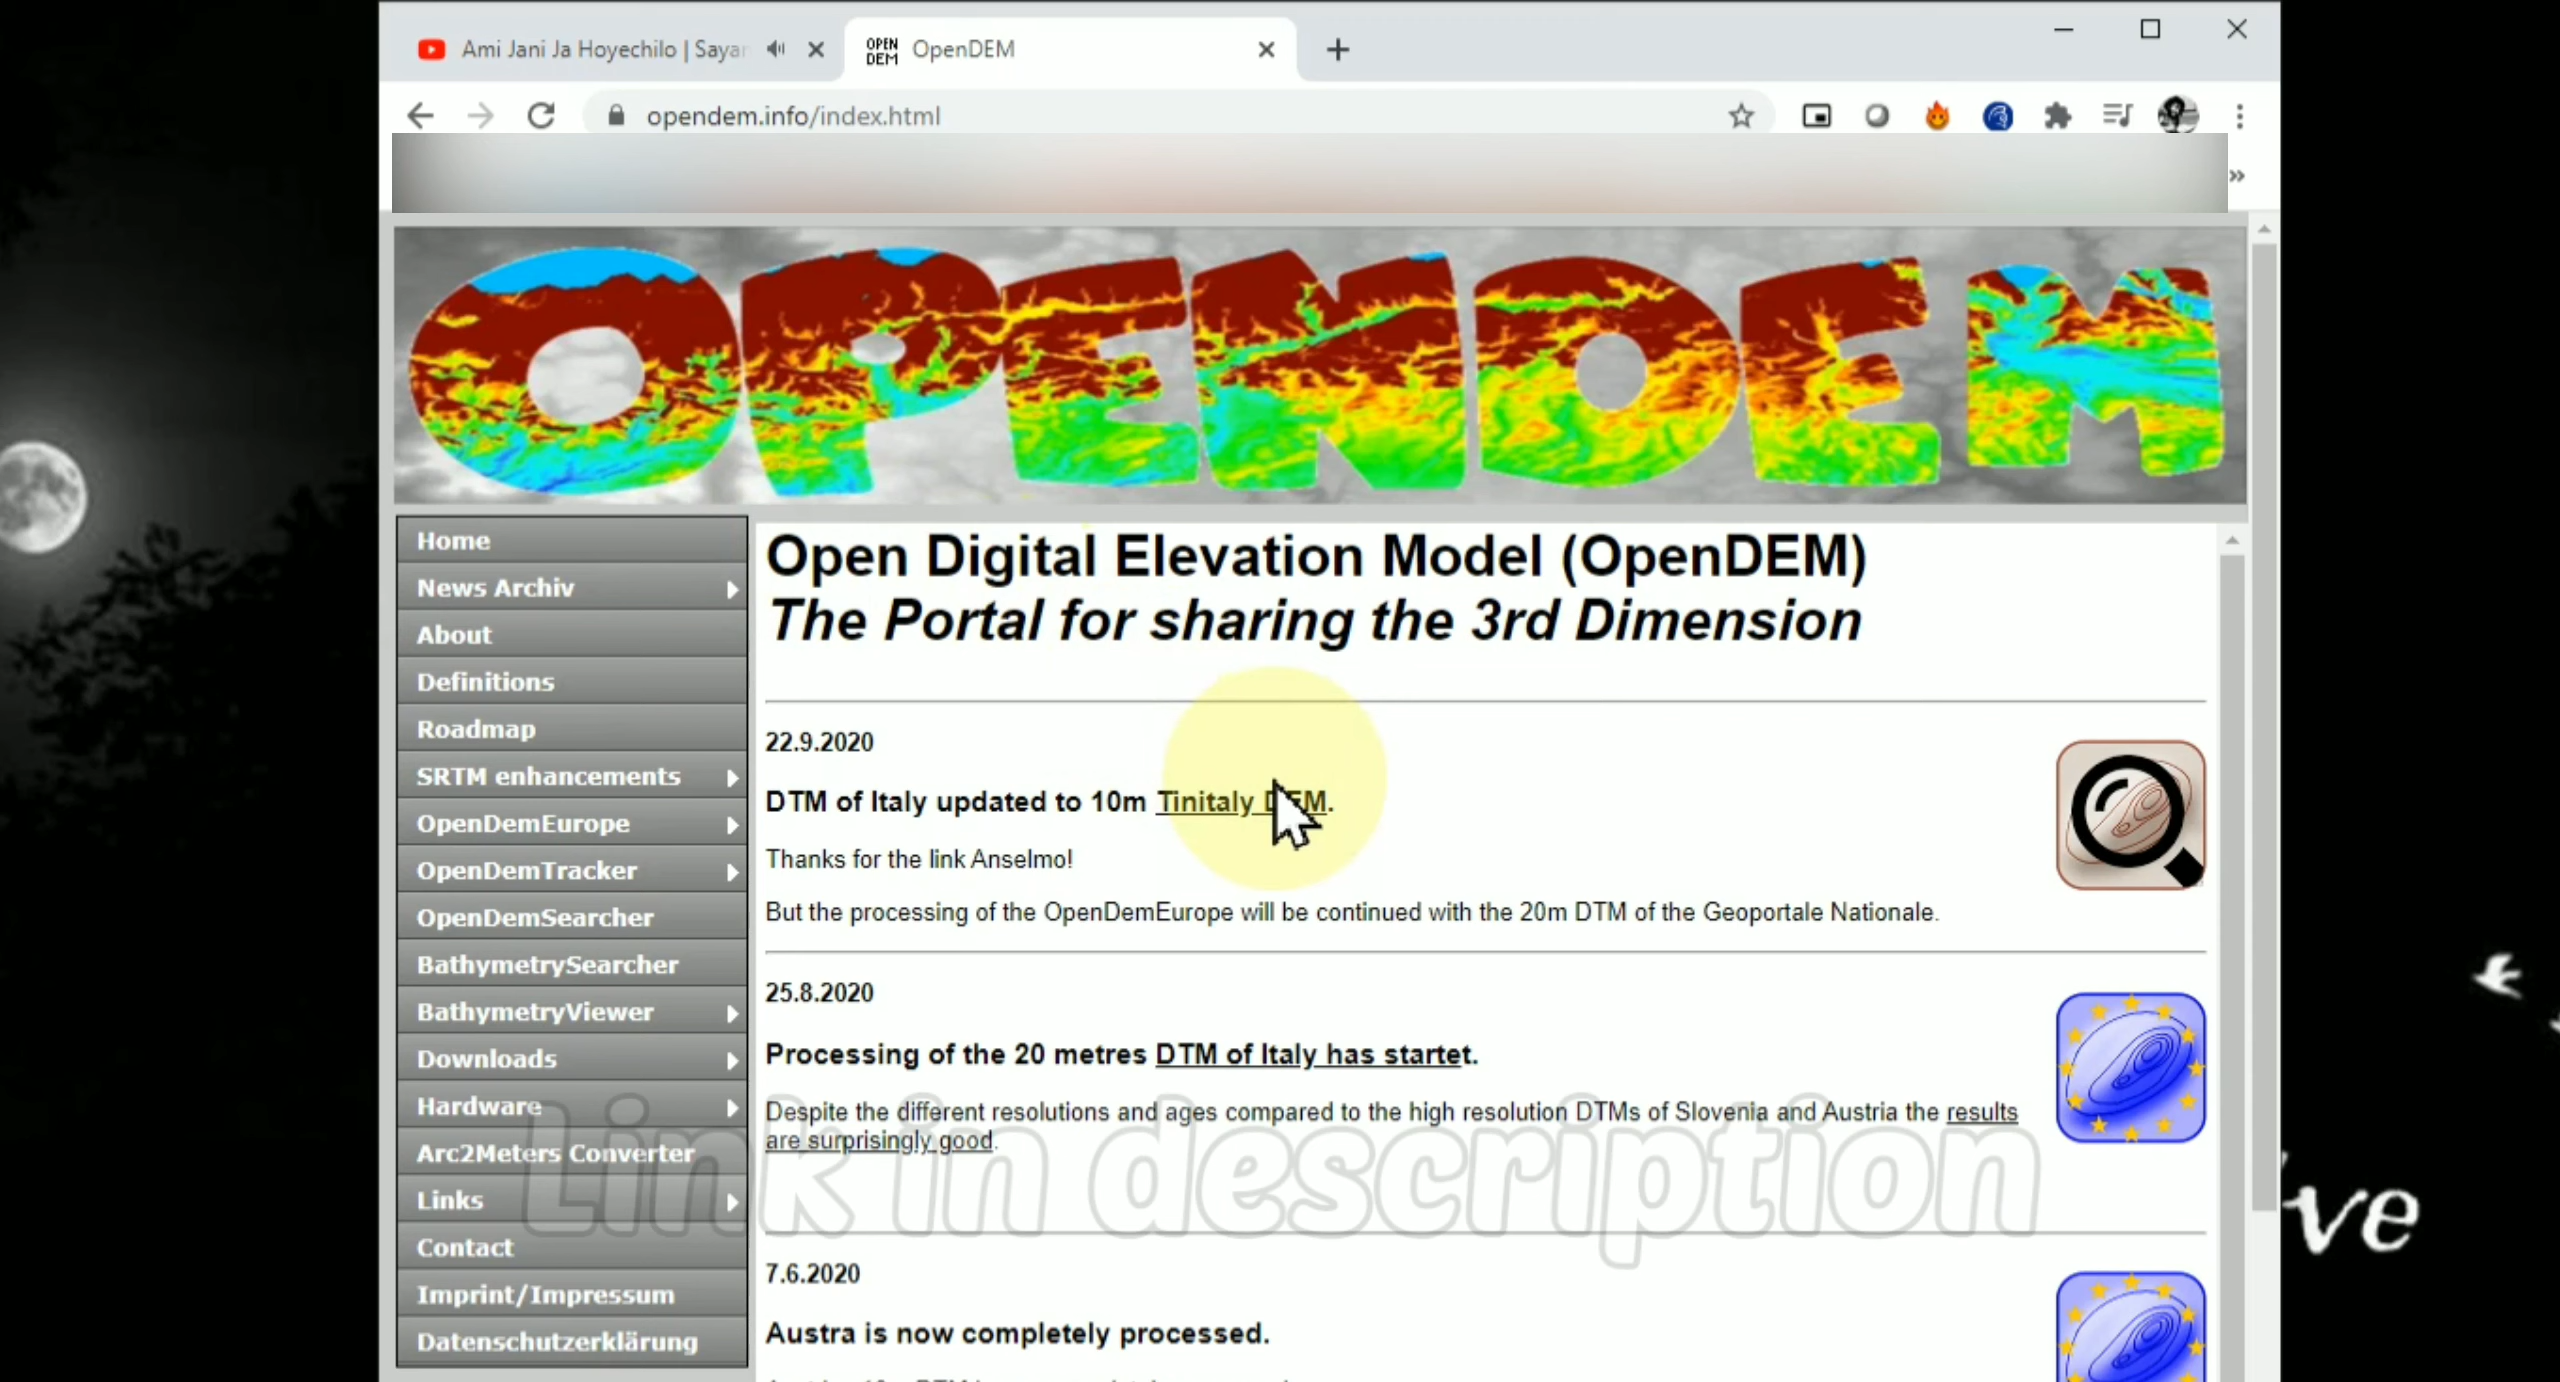 Ami Jani Ja Hoyechilo | Sayan
OPEN DEM OpenDEM
opendem.info/index.html
OPENDEM
Home
News Archiv
About
Definitions
Roadmap
SRTM enhancements
OpenDemEurope
OpenDemTracker
OpenDemSearcher
BathymetrySearcher
BathymetryViewer
Downloads
Hardware
Arc2Meters Converter
Links
Contact
Imprint/Impressum
Datenschutzerklärung
Open Digital Elevation Model (OpenDEM)
The Portal for sharing the 3rd Dimension
22.9.2020
DTM of Italy updated to 10m Tinitaly DEM.
Thanks for the link Anselmo!
But the processing of the OpenDemEurope will be continued with the 20m DTM of the Geoportale Nationale.
25.8.2020
Processing of the 20 metres DTM of Italy has startet.
Despite the different resolutions and ages compared to the high resolution DTMs of Slovenia and Austria the results
are surprisingly good.
Link in description
7.6.2020
Austra is now completely processed.
ve